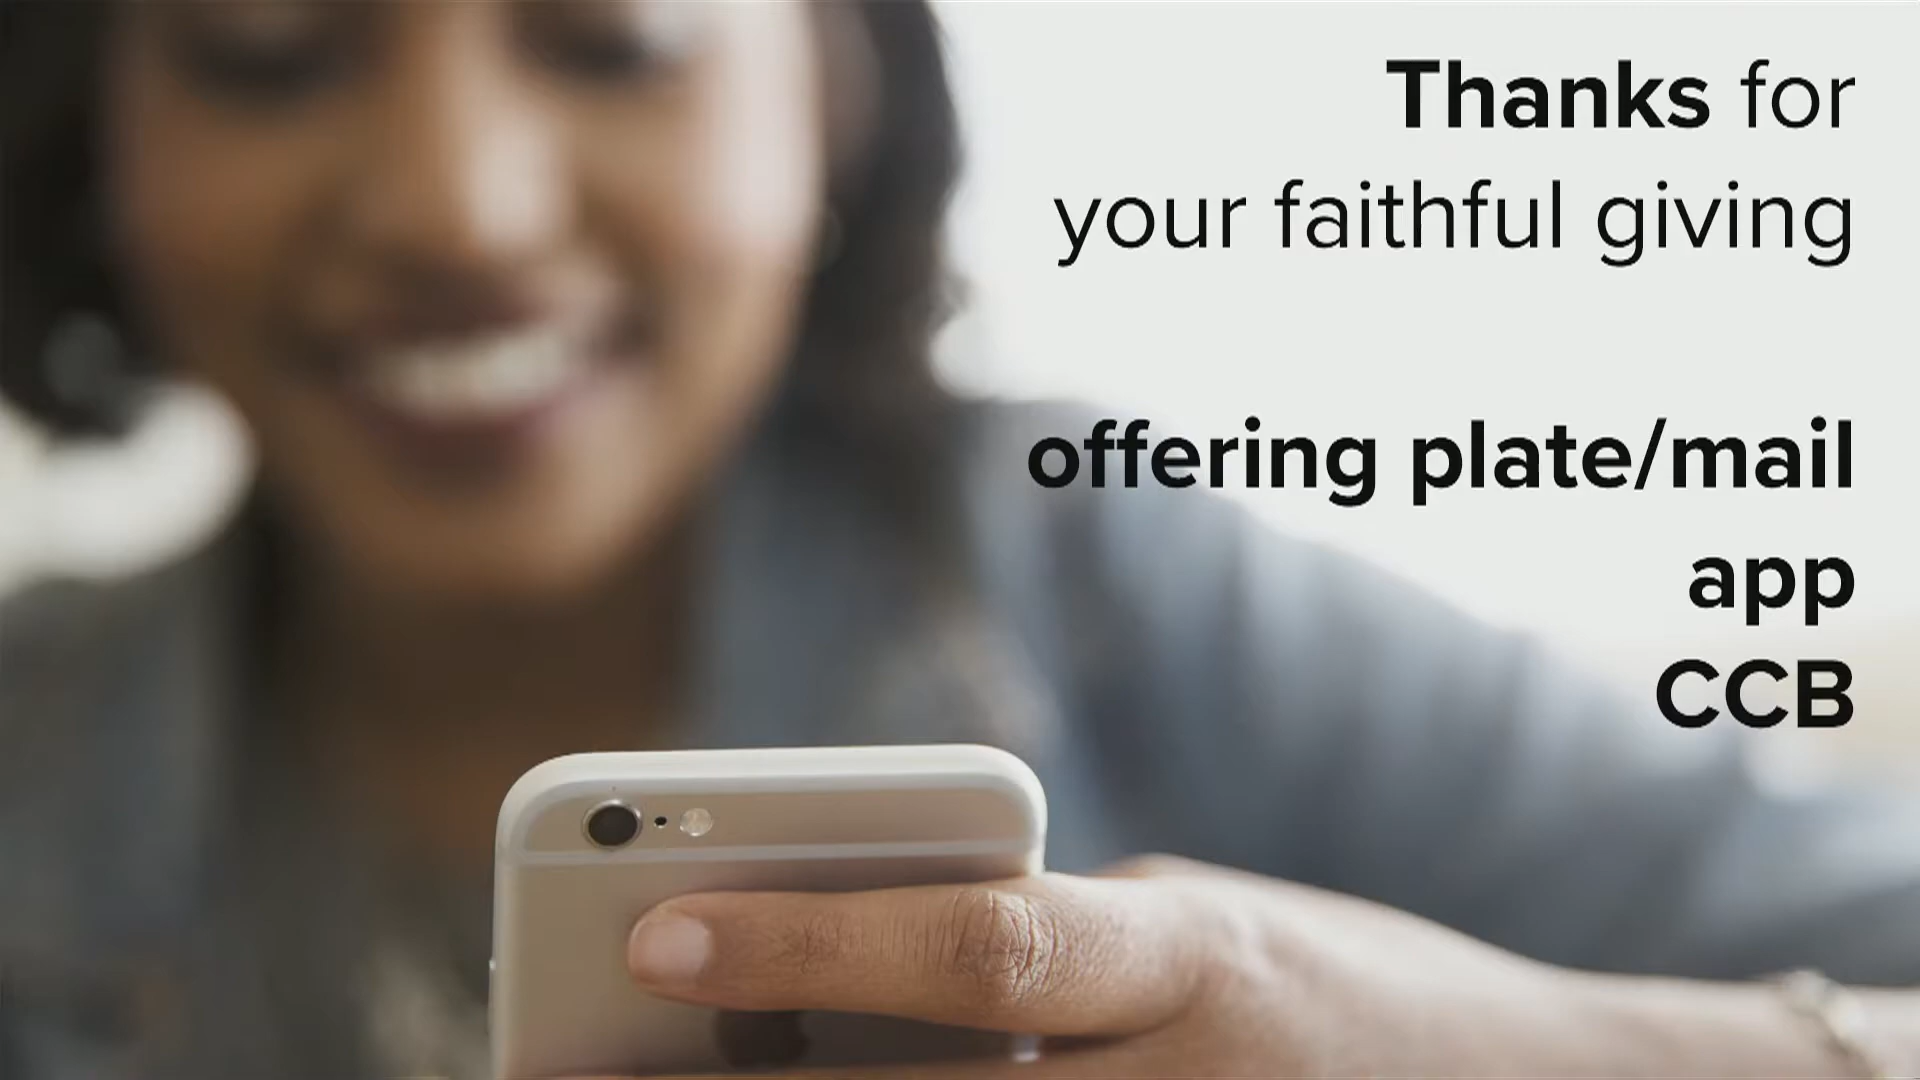 Thanks for
your faithful giving
offering plate/mail
app
CCB